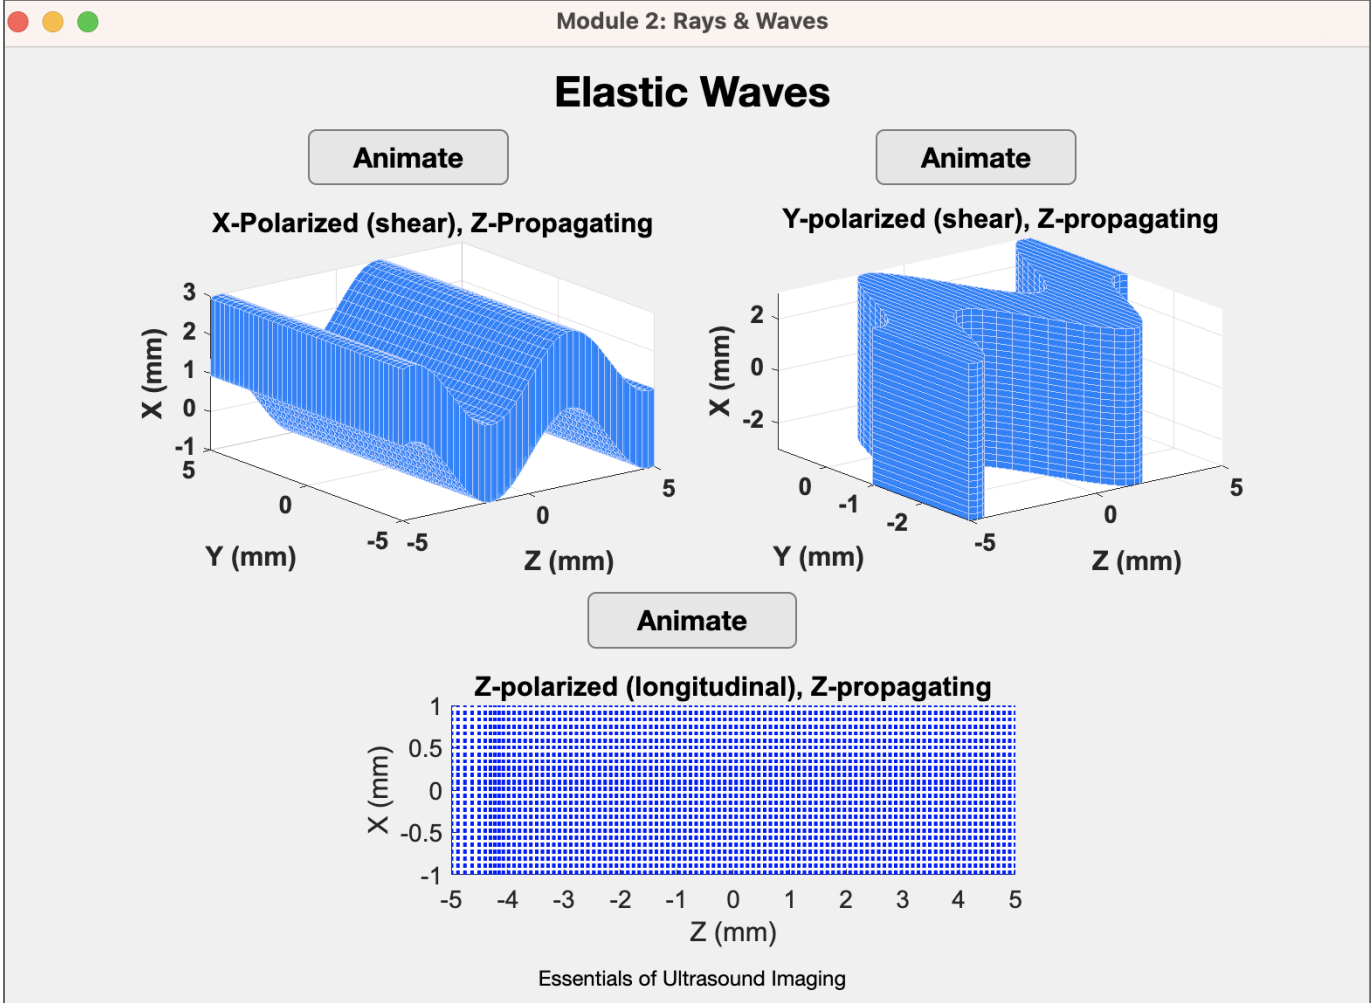 Module 2: Rays & Waves
Elastic Waves
Animate
Animate
X-Polarized (shear), Z-Propagating
Y-polarized (shear), Z-propagating
3
2
1
0
-1
X (mm)
5
0
-5
Y (mm)
-5
0
5
Z (mm)
2
0
-2
X (mm)
0
-1
-2
Y (mm)
-5
0
5
Z (mm)
Animate
Z-polarized (longitudinal), Z-propagating
1
0.5
0
-0.5
-1
X (mm)
-5 -4 -3 -2 -1 0 1 2 3 4 5
Z (mm)
Essentials of Ultrasound Imaging